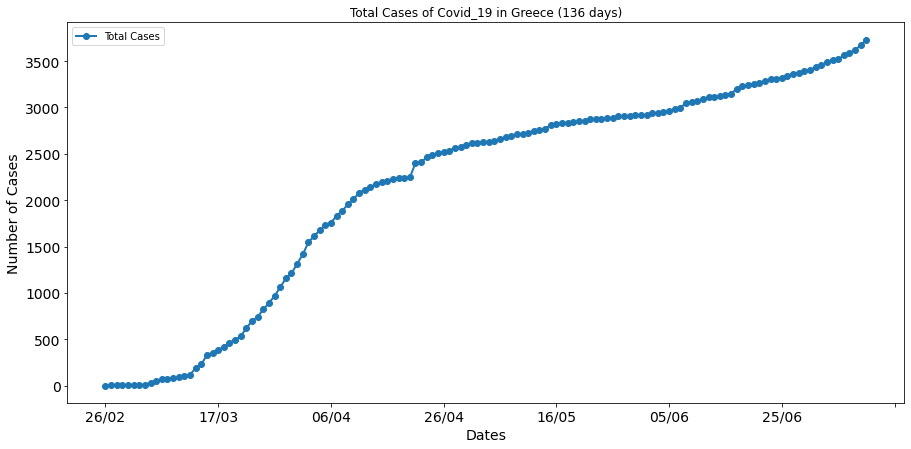 Total Cases of Covid_19 in Greece (136 days)
Total Cases
3500
3000
2500
2000
1500
1000
500
0
Number of Cases
26/02 17/03 06/04 26/04 16/05 05/06 25/06
Dates